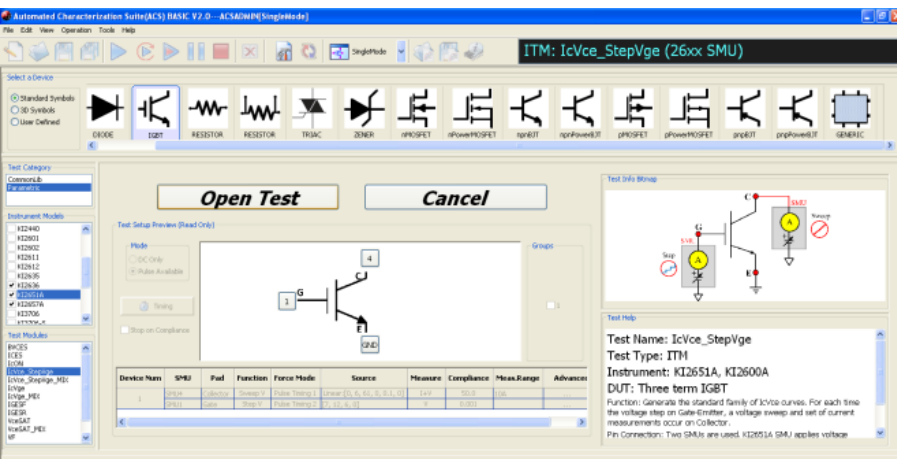 Automated Characterization Suite(ACS) BASIC V2.0---ACSADMIN[SingleMode]
File Edit View Operation Tools Help
SingleMode
ITM: IcVce_StepVge (26xx SMU)
Select a Device
Standard Symbols
3D Symbols
User Defined
DIODE IGBT RESISTOR RESISTOR TRIAC ZENER nMOSFET nPowerMOSFET npnBJT npnPowerBJT pMOSFET pPowerMOSFET pnpBJT pnpPowerBJT GENERIC
Test Category
CommonLib
Parametric
Instrument Models
KI2440
KI2601
KI2602
KI2611
KI2612
KI2635
KI2636
KI2651A
KI2657A
KI3706
Test Modules
BVCES
ICES
IcON
IcVce_StepVge
IcVce_StepVge_MIX
IcVge
IcVge_MIX
IGESF
IGESR
VceSAT
VceSAT_MIX
VF
Open Test
Cancel
Test Setup Preview (Read Only)
Mode
DC Only
Pulse Available
Timing
Stop on Compliance
4
C
1
G
E
GND
Groups
Device Num SMU Pad Function Force Mode Source Measure Compliance Meas.Range Advance
1
SMU4 Collector Sweep V Pulse Timing 1 I+V 50.0 10A ...
SMU1 Gate Step V Pulse Timing 2 0.001 ...
Test Info Bitmap
C
SMU
Sweep
A
G
SMU
Step
A
E
Test Help
Test Name: IcVce_StepVge
Test Type: ITM
Instrument: KI2651A, KI2600A
DUT: Three term IGBT
Function: Generate the standard family of IcVce curves. For each time
the voltage step on Gate-Emitter, a voltage sweep and set of current
measurements occur on Collector.
Pin Connection: Two SMUs are used. KI2651A SMU applies voltage